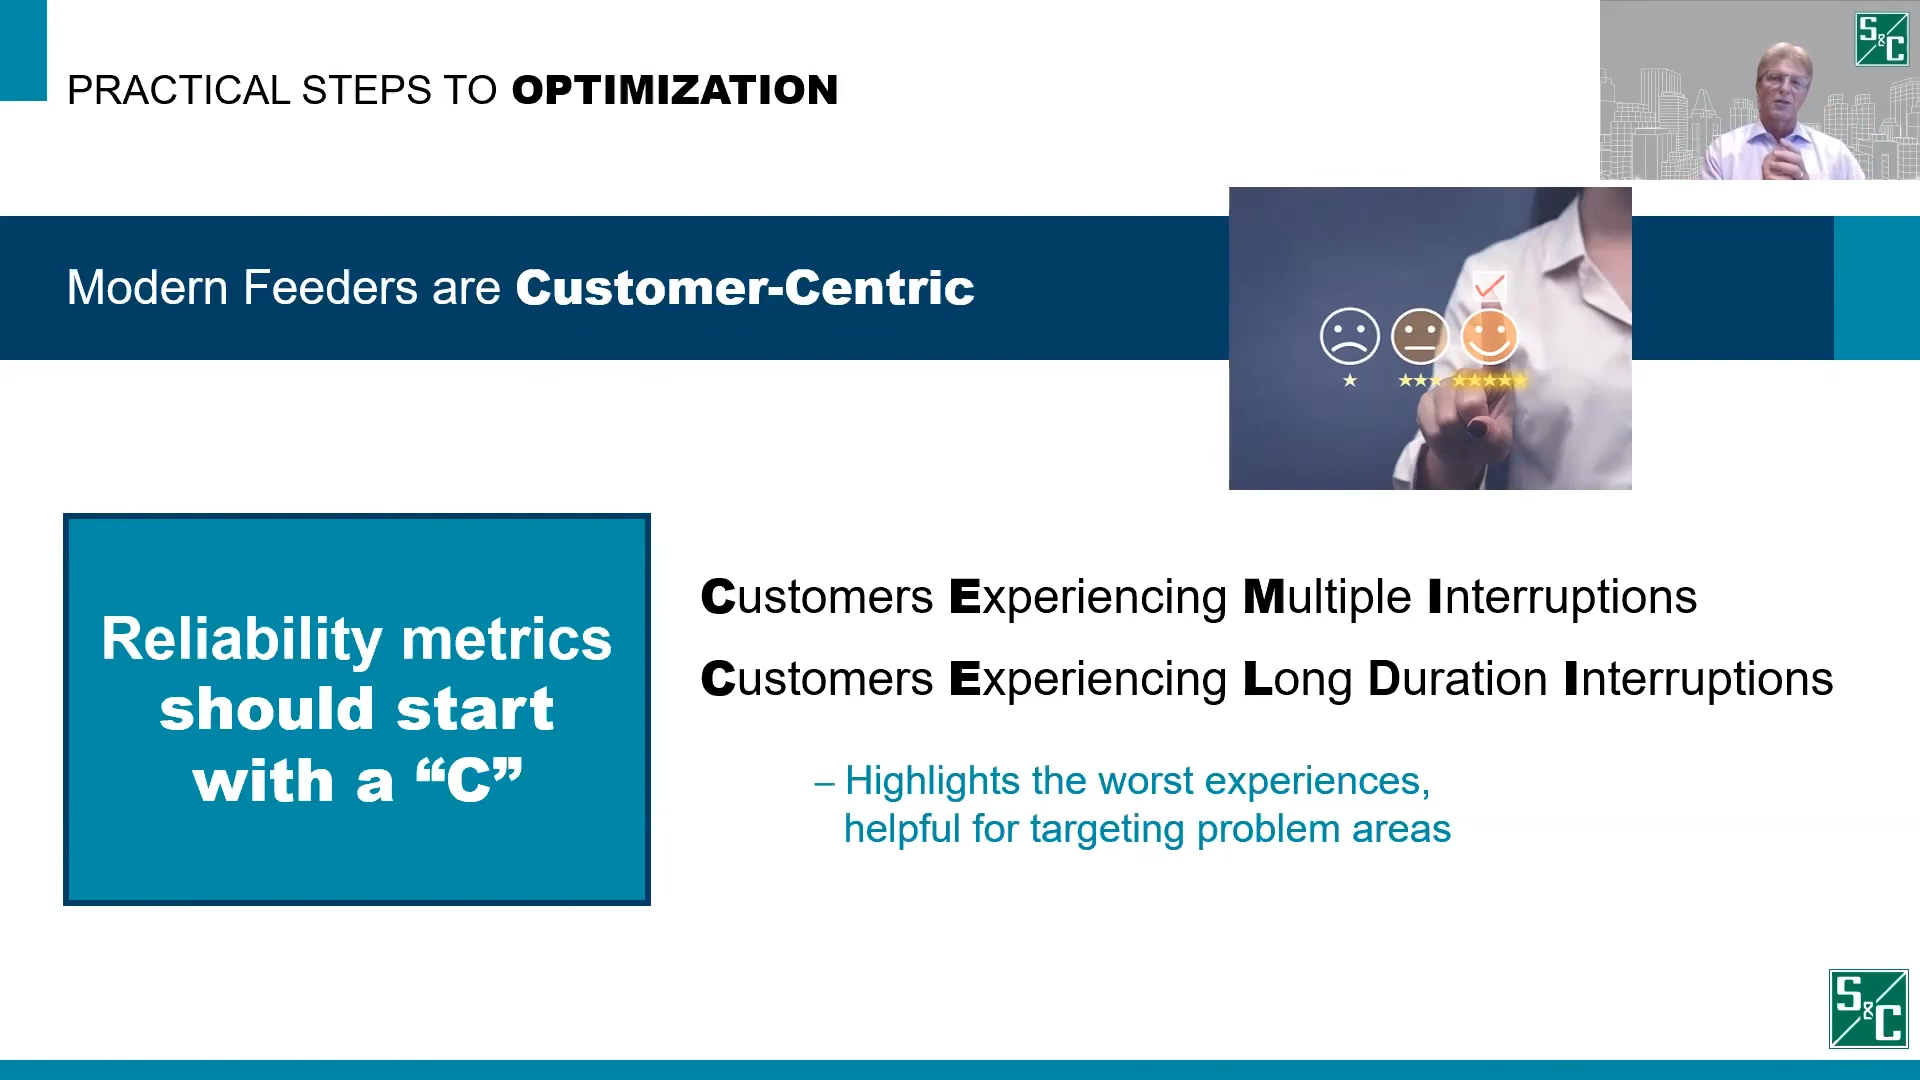 PRACTICAL STEPS TO OPTIMIZATION
S&C
Modern Feeders are Customer-Centric
Reliability metrics
should start
with a “C”
Customers Experiencing Multiple Interruptions
Customers Experiencing Long Duration Interruptions
– Highlights the worst experiences,
helpful for targeting problem areas
S&C